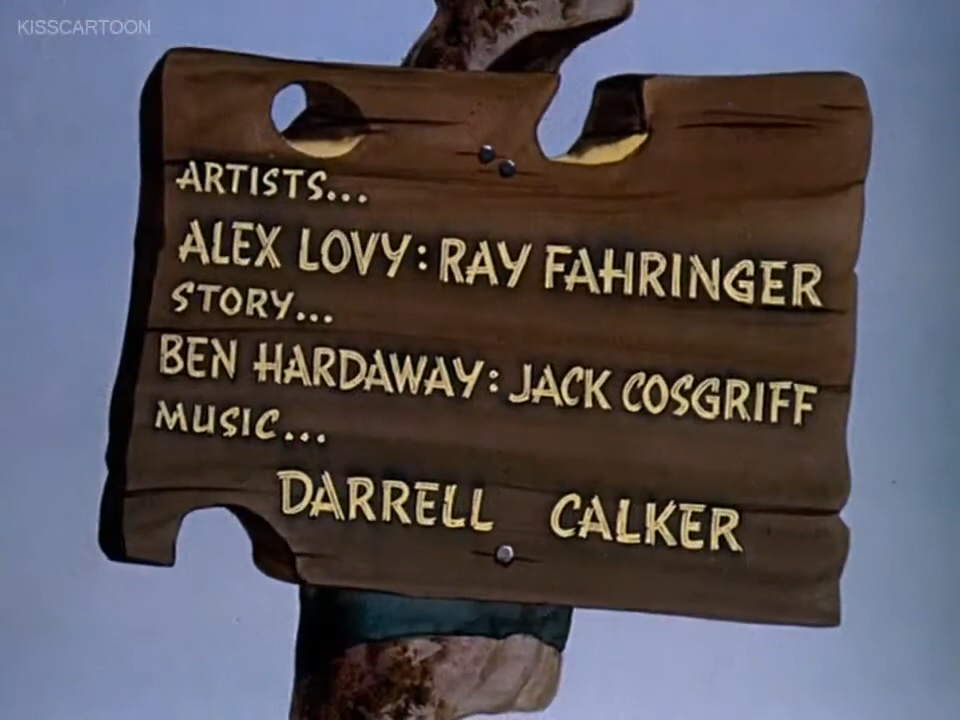 KISSCARTOON
ARTISTS...
ALEX LOVY : RAY FAHRINGER
STORY...
BEN HARDAWAY : JACK COSGRIFF
MUSIC...
DARRELL CALKER